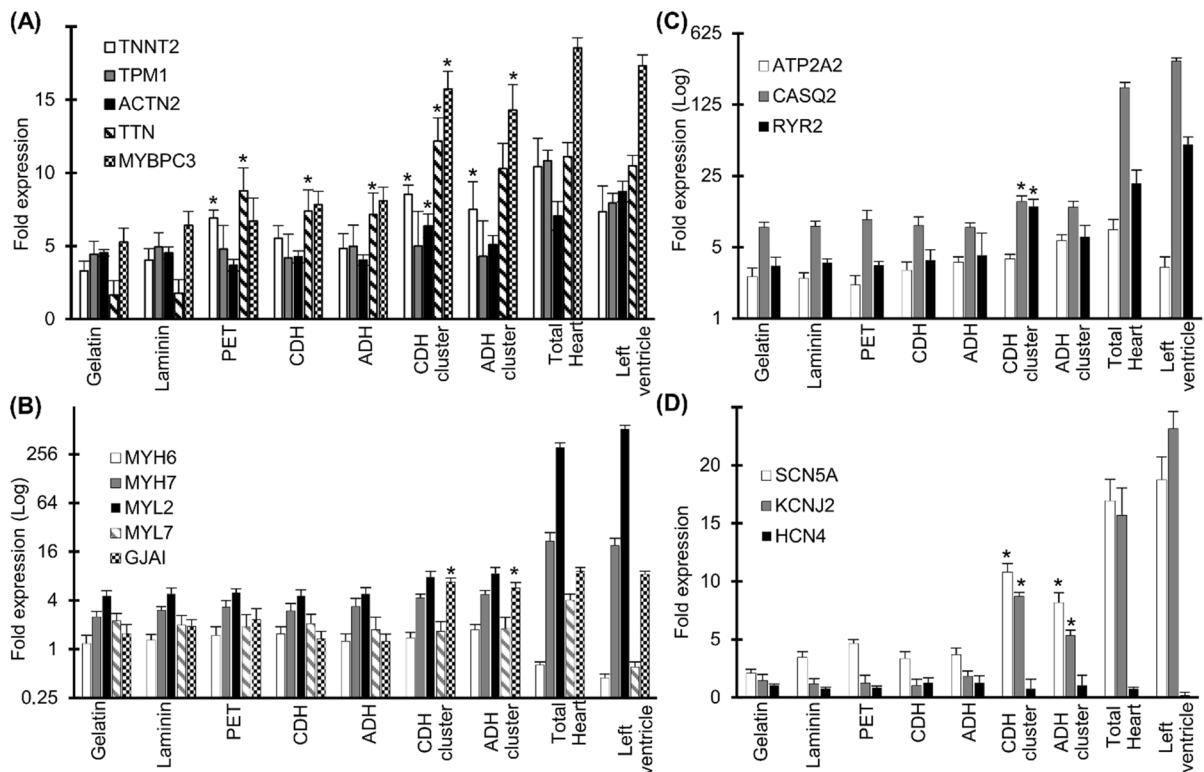 (A)
Fold expression
15
10
5
0
TNNT2
TPM1
ACTN2
TTN
MYBPC3
*
*
*
*
*
*
*
*
*
*
Gelatin
Laminin
PET
CDH
ADH
CDH
cluster
ADH
cluster
Total
Heart
Left
ventricle
(B)
Fold expression (Log)
256
64
16
4
1
0.25
MYH6
MYH7
MYL2
MYL7
GJAI
*
*
Gelatin
Laminin
PET
CDH
ADH
CDH
cluster
ADH
cluster
Total
Heart
Left
ventricle
(C)
Fold expression (Log)
625
125
25
5
1
ATP2A2
CASQ2
RYR2
* *
Gelatin
Laminin
PET
CDH
ADH
CDH
cluster
ADH
cluster
Total
Heart
Left
ventricle
(D)
Fold expression
20
15
10
5
0
SCN5A
KCNJ2
HCN4
*
*
*
*
Gelatin
Laminin
PET
CDH
ADH
CDH
cluster
ADH
cluster
Total
Heart
Left
ventricle